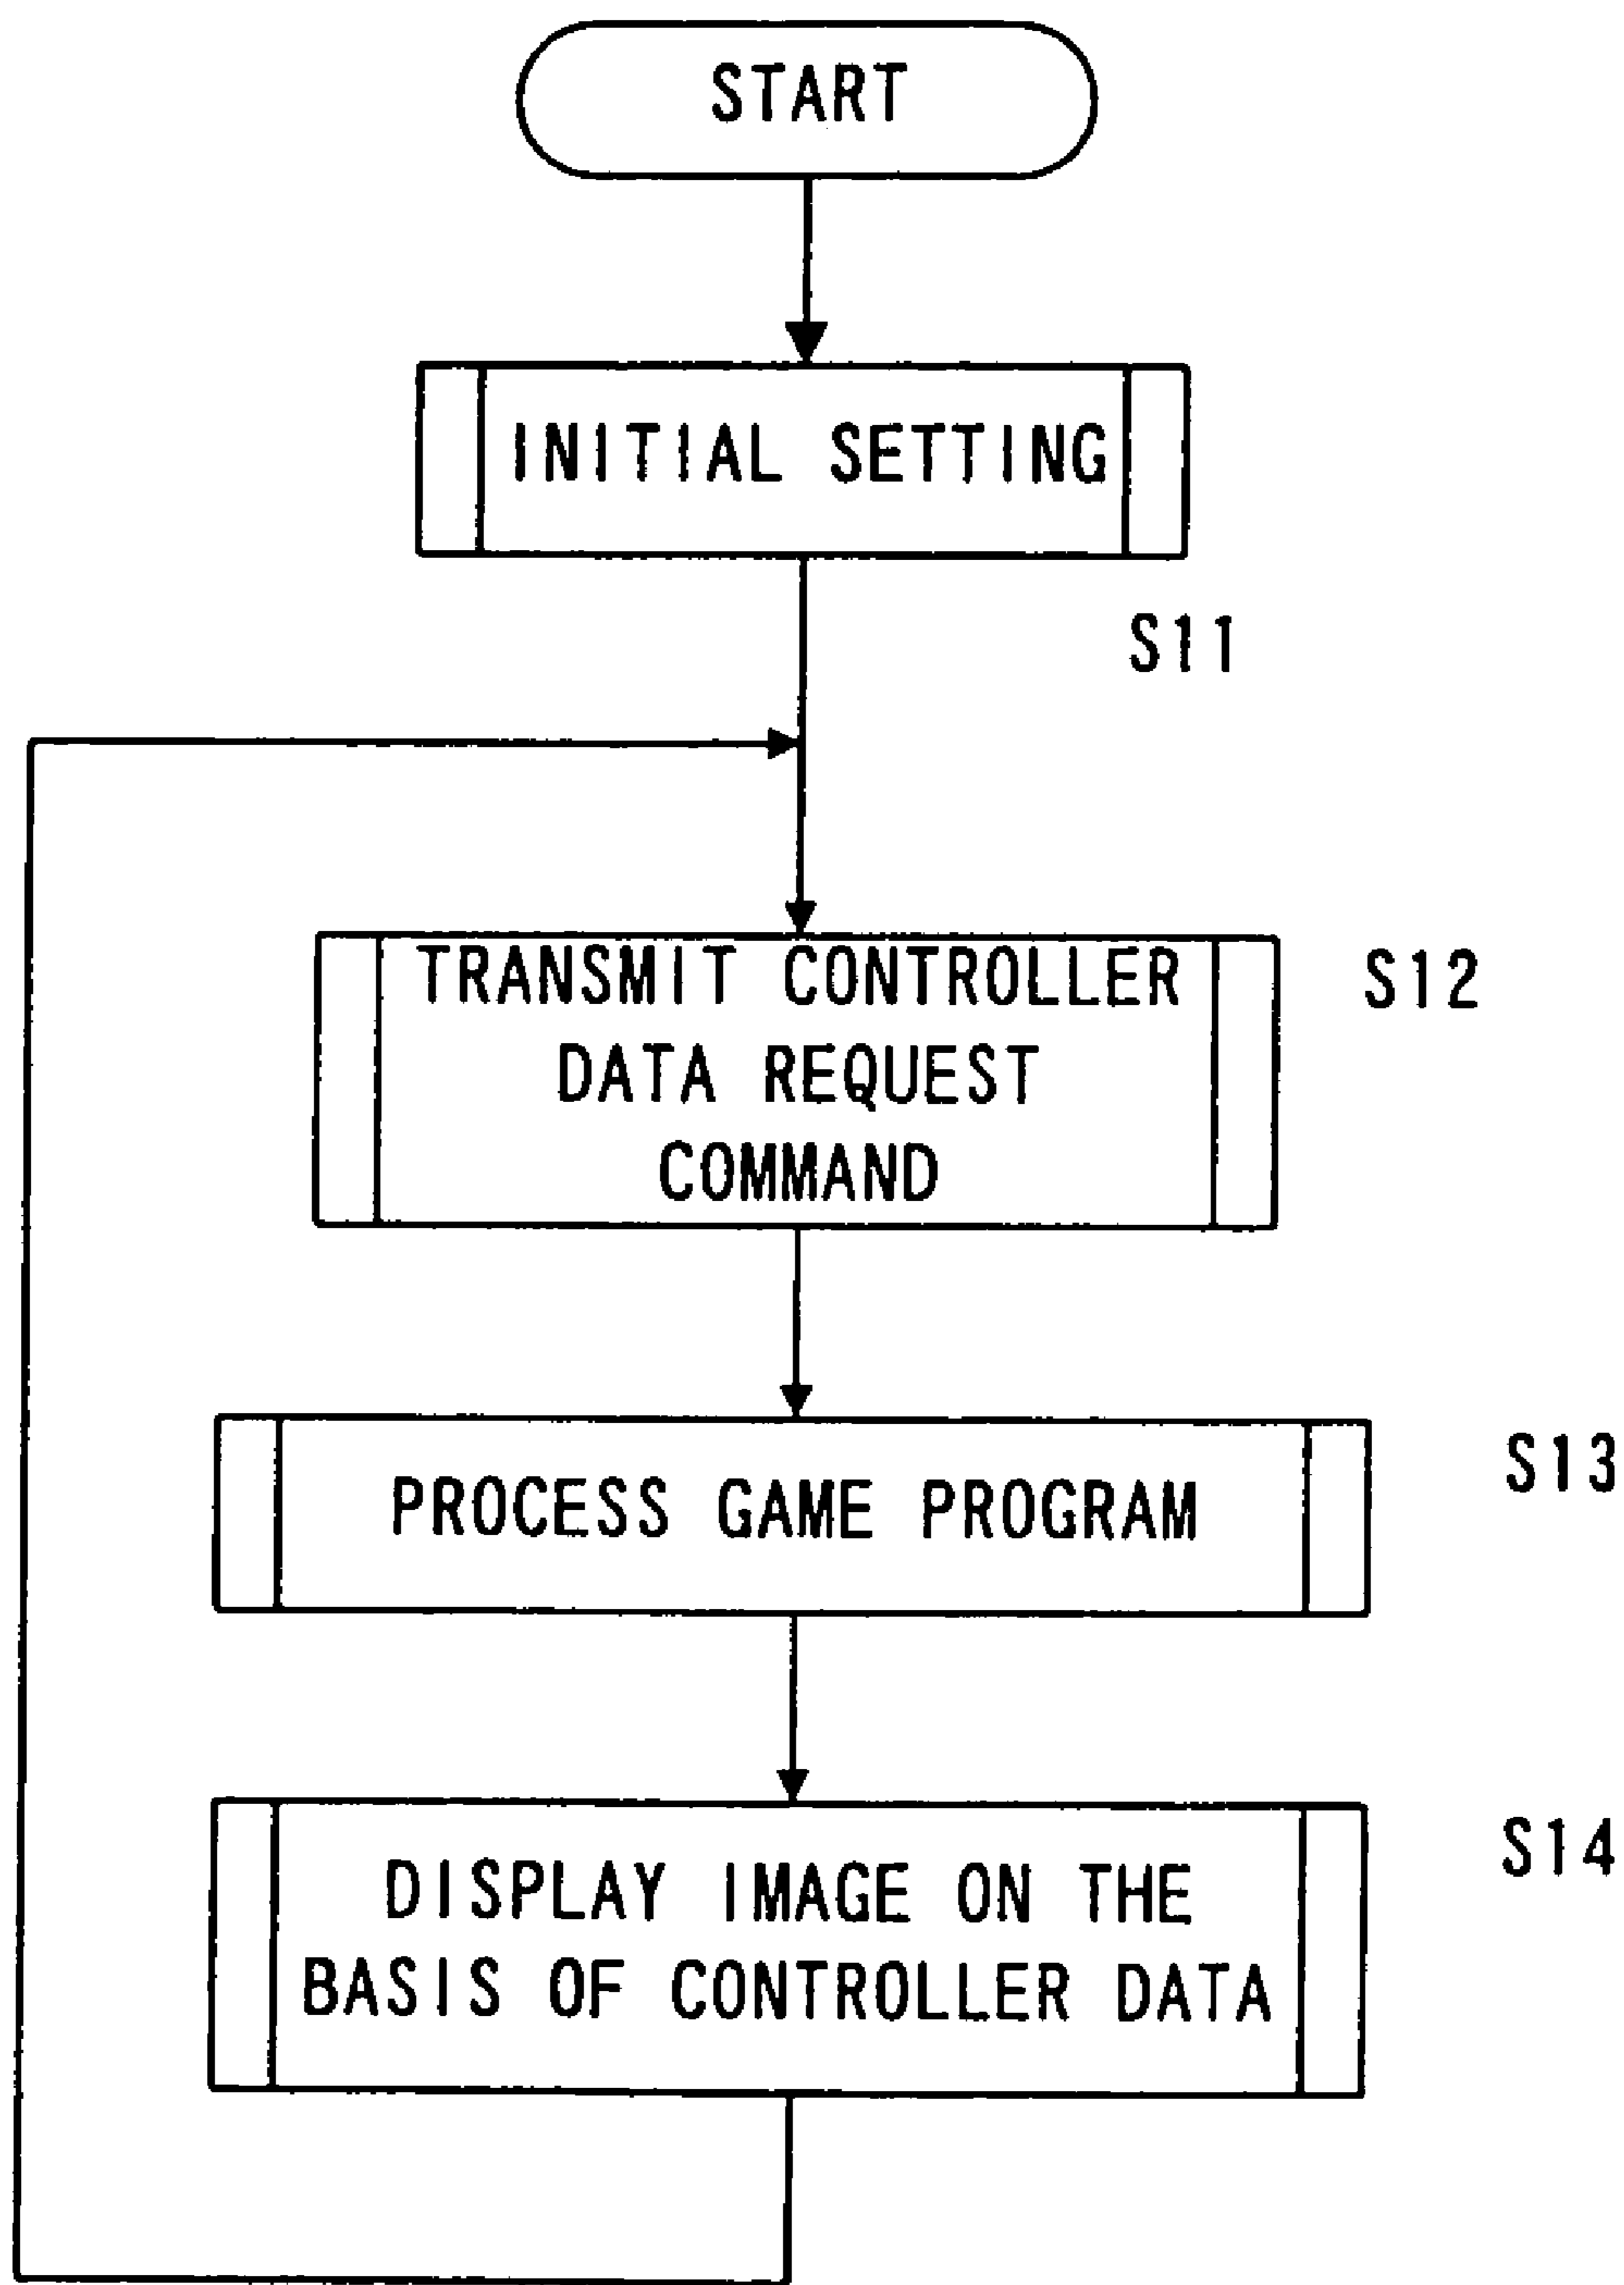 START
INITIAL SETTING
S11
TRANSMIT CONTROLLER
DATA REQUEST
COMMAND
S12
PROCESS GAME PROGRAM
S13
DISPLAY IMAGE ON THE
BASIS OF CONTROLLER DATA
S14